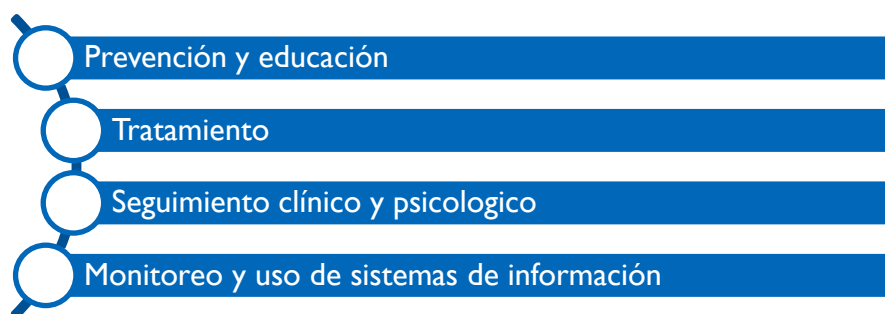 Prevención y educación
Tratamiento
Seguimiento clínico y psicologico
Monitoreo y uso de sistemas de información